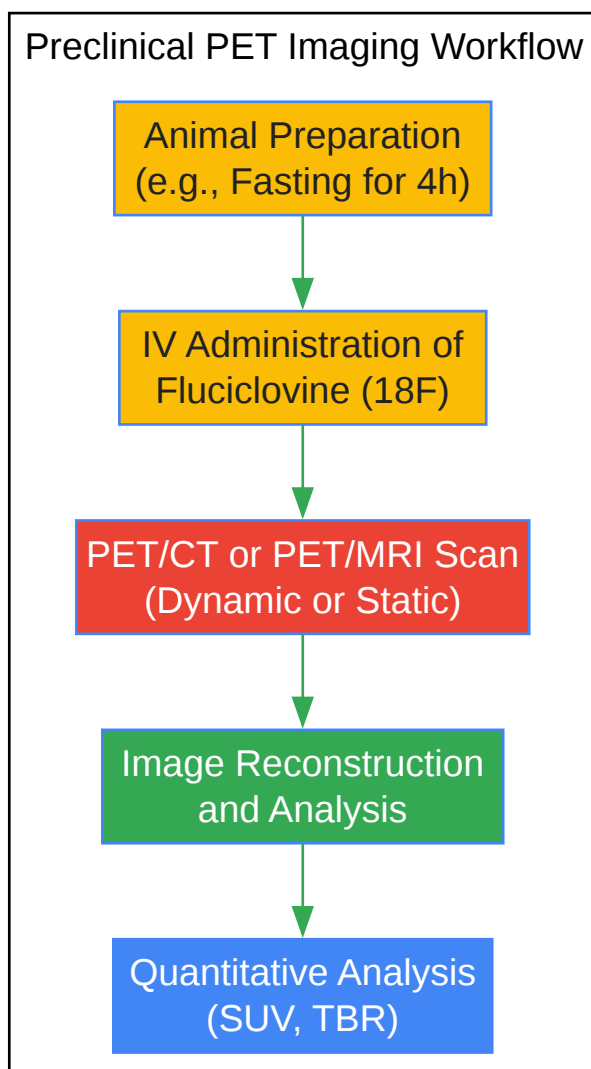 Preclinical PET Imaging Workflow
Animal Preparation
(e.g., Fasting for 4h)
IV Administration of
Fluciclovine (18F)
PET/CT or PET/MRI Scan
(Dynamic or Static)
Image Reconstruction
and Analysis
Quantitative Analysis
(SUV, TBR)